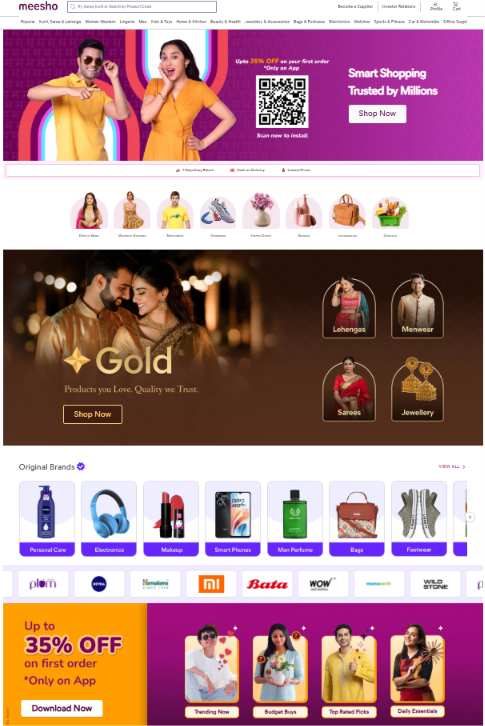 meesho
Try Saree, Kurti or Search by Product Code
Become a Supplier
Investor Relations
Profile
Cart
Popular Kurti, Saree & Lehenga Women Western Lingerie Men Kids & Toys Home & Kitchen Beauty & Health Jewellery & Accessories Bags & Footwear Electronics Watches Sports & Fitness Car & Motorbike Office Suppl
Upto 35% OFF on your first order
*Only on App
Scan now to install
Smart Shopping
Trusted by Millions
Shop Now
7 Days Easy Return
Cash on Delivery
Lowest Prices
Ethnic Wear
Western Dresses
Menswear
Footwear
Home Decor
Beauty
Accessories
Grocery
Gold
Products you Love. Quality we Trust.
Shop Now
Lehengas
Menwear
Sarees
Jewellery
Original Brands
VIEW ALL
Personal Care
Electronics
Makeup
Smart Phones
Men Perfume
Bags
Footwear
plum
NIVEA
Himalaya
SINCE 1930
mi
Bata
WOW
mamaearth
WILD
STONE
Up to
35% OFF
on first order
*Only on App
Download Now
Trending Now
Budget Buys
Top Rated Picks
Daily Essentials